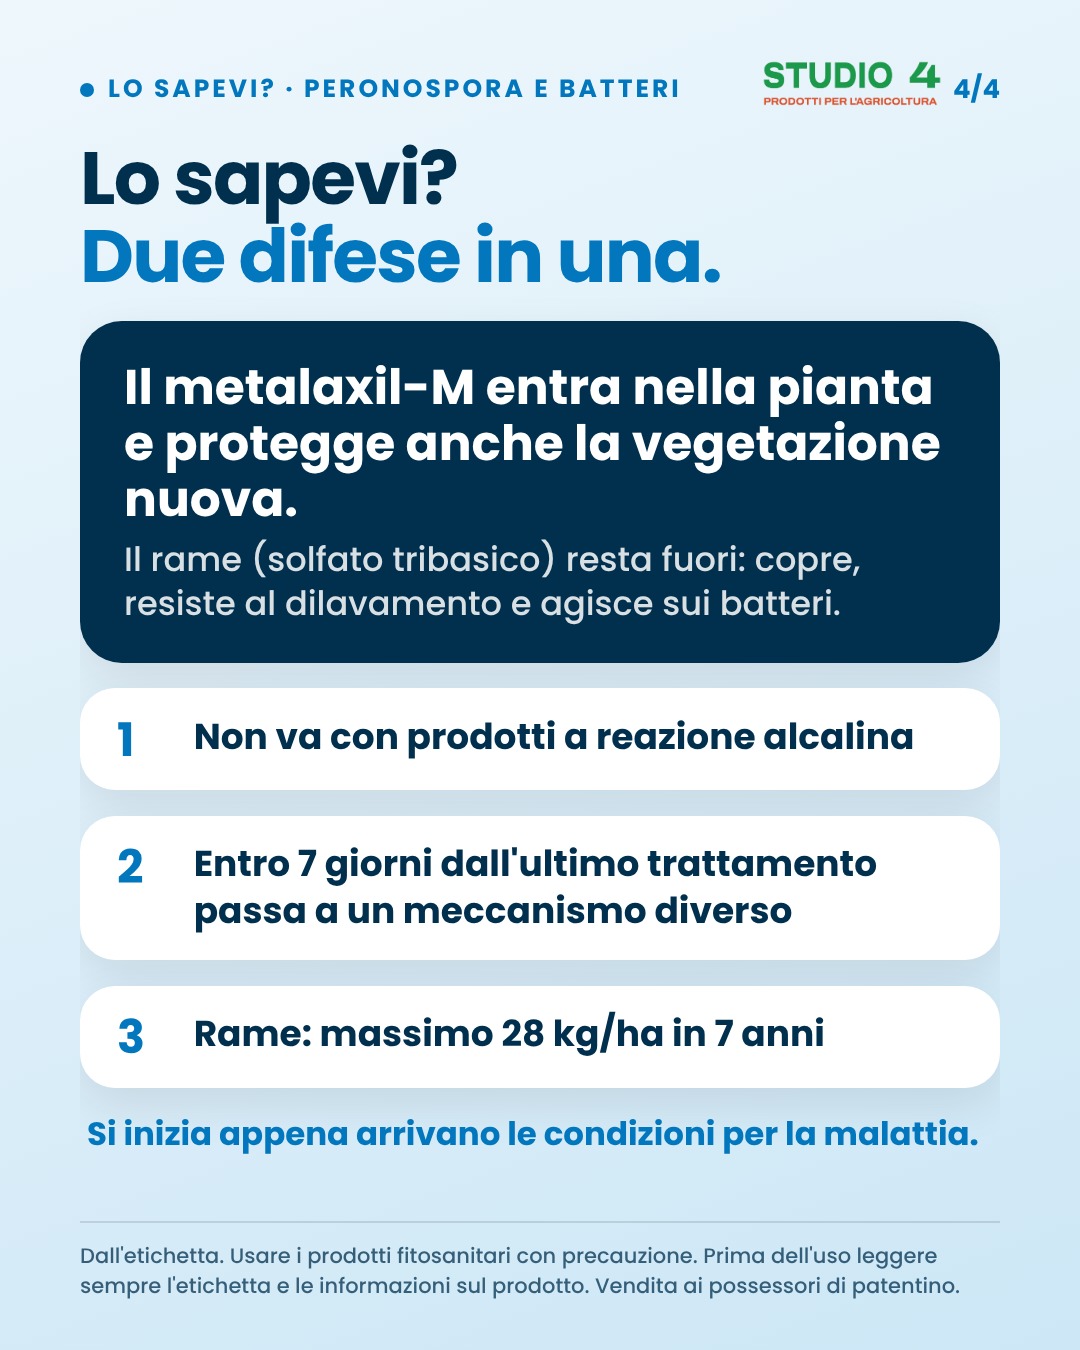 LO SAPEVI? · PERONOSPORA E BATTERI
STUDIO 4
PRODOTTI PER L'AGRICOLTURA
4/4
Lo sapevi?
Due difese in una.
Il metalaxil-M entra nella pianta
e protegge anche la vegetazione
nuova.
Il rame (solfato tribasico) resta fuori: copre,
resiste al dilavamento e agisce sui batteri.
1 Non va con prodotti a reazione alcalina
2 Entro 7 giorni dall'ultimo trattamento
passa a un meccanismo diverso
3 Rame: massimo 28 kg/ha in 7 anni
Si inizia appena arrivano le condizioni per la malattia.
Dall'etichetta. Usare i prodotti fitosanitari con precauzione. Prima dell'uso leggere
sempre l'etichetta e le informazioni sul prodotto. Vendita ai possessori di patentino.